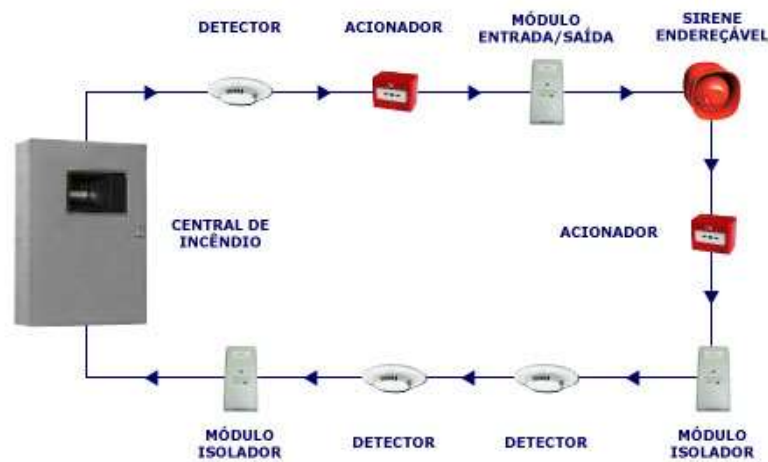 DETECTOR
ACIONADOR
MÓDULO
ENTRADA/SAÍDA
SIRENE
ENDEREÇÁVEL
CENTRAL DE
INCÊNDIO
ACIONADOR
MÓDULO
ISOLADOR
DETECTOR
DETECTOR
MÓDULO
ISOLADOR